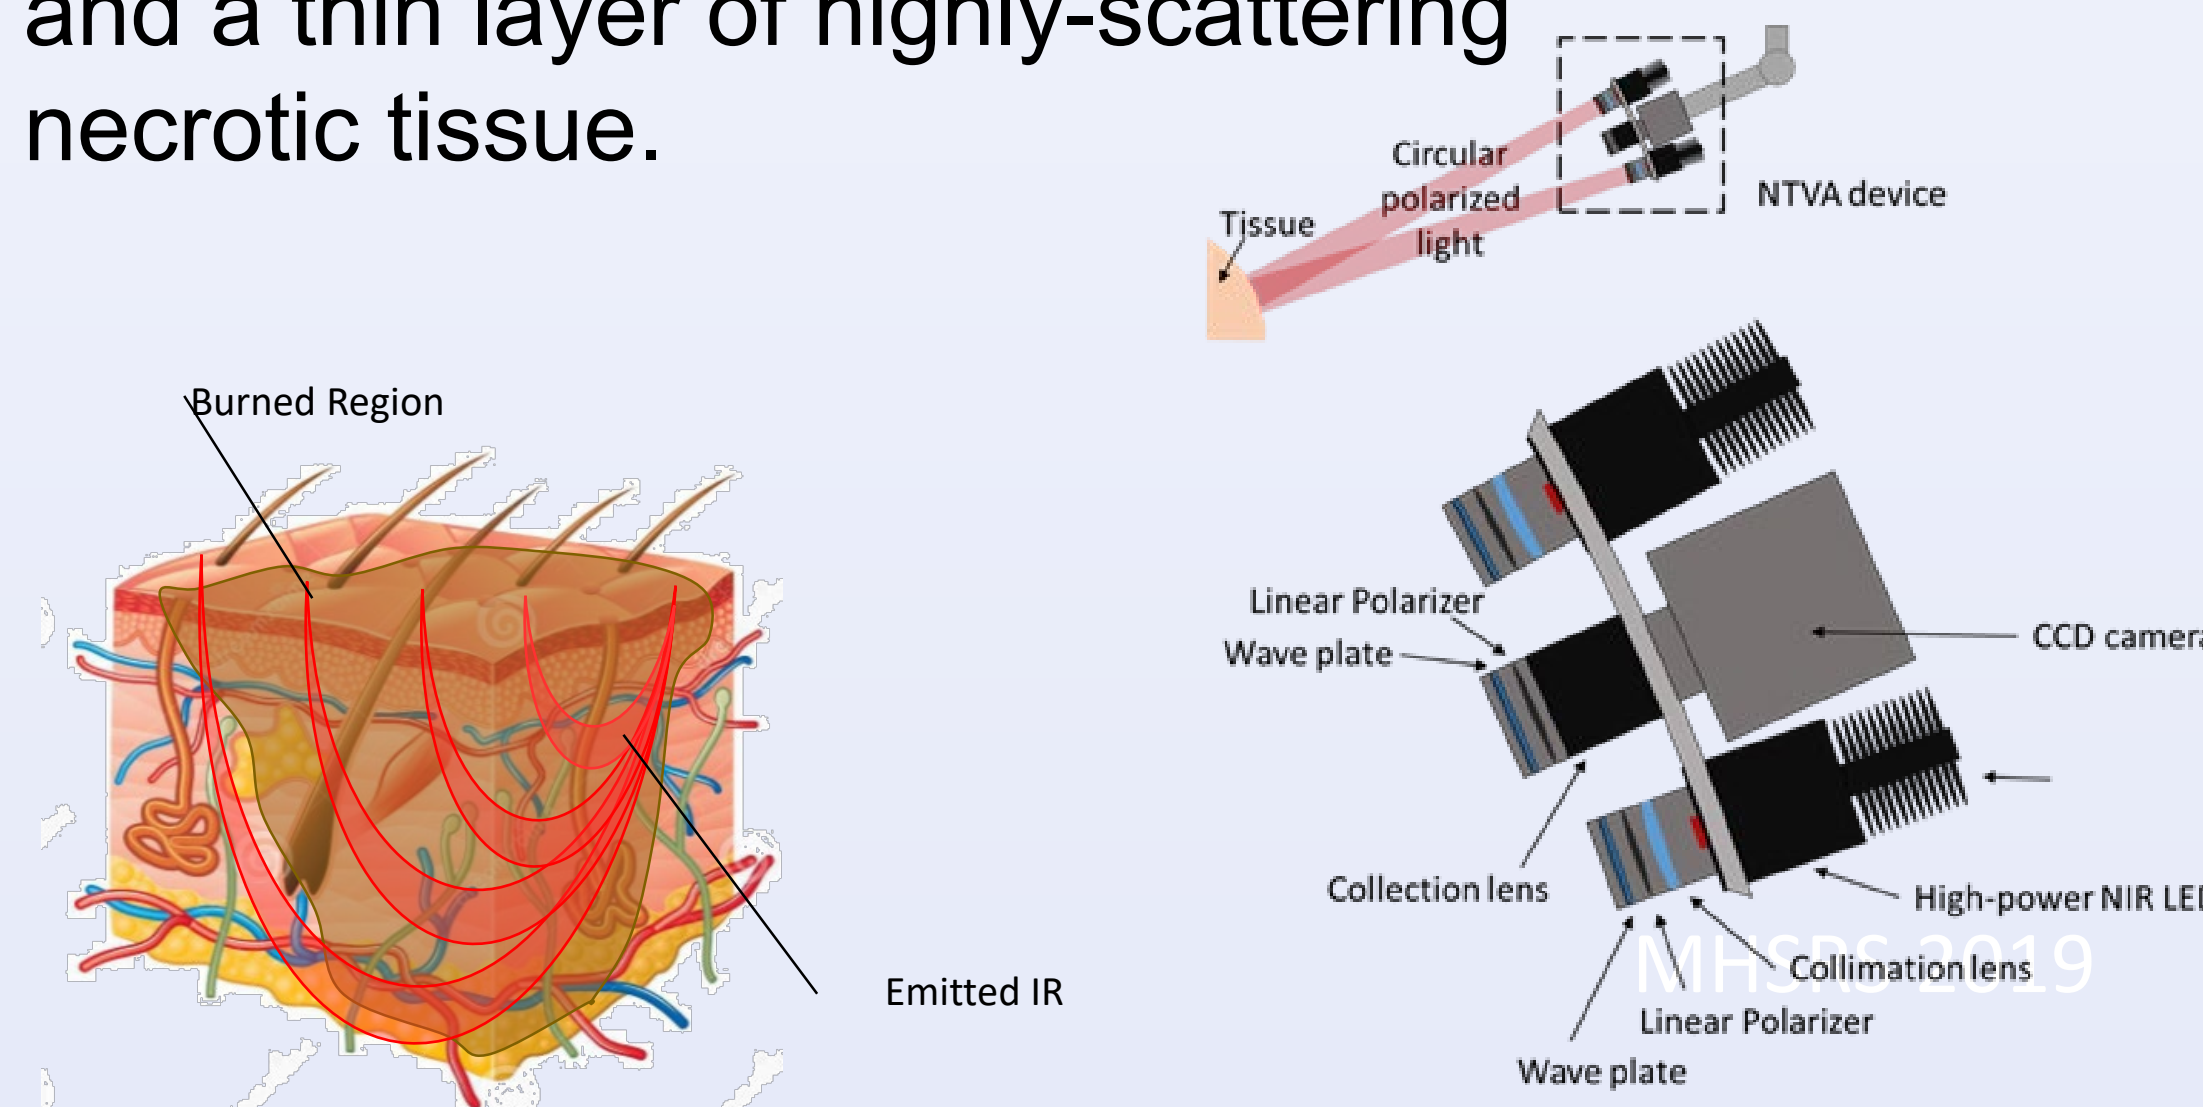 and a thin layer of highly-scattering
necrotic tissue.
Circular
polarized
light
NTVA device
Tissue
Burned Region
Emitted IR
Linear Polarizer
Wave plate
CCD camera
Collection lens
High-power NIR LED
MHSRS 2019
Collimation lens
Linear Polarizer
Wave plate